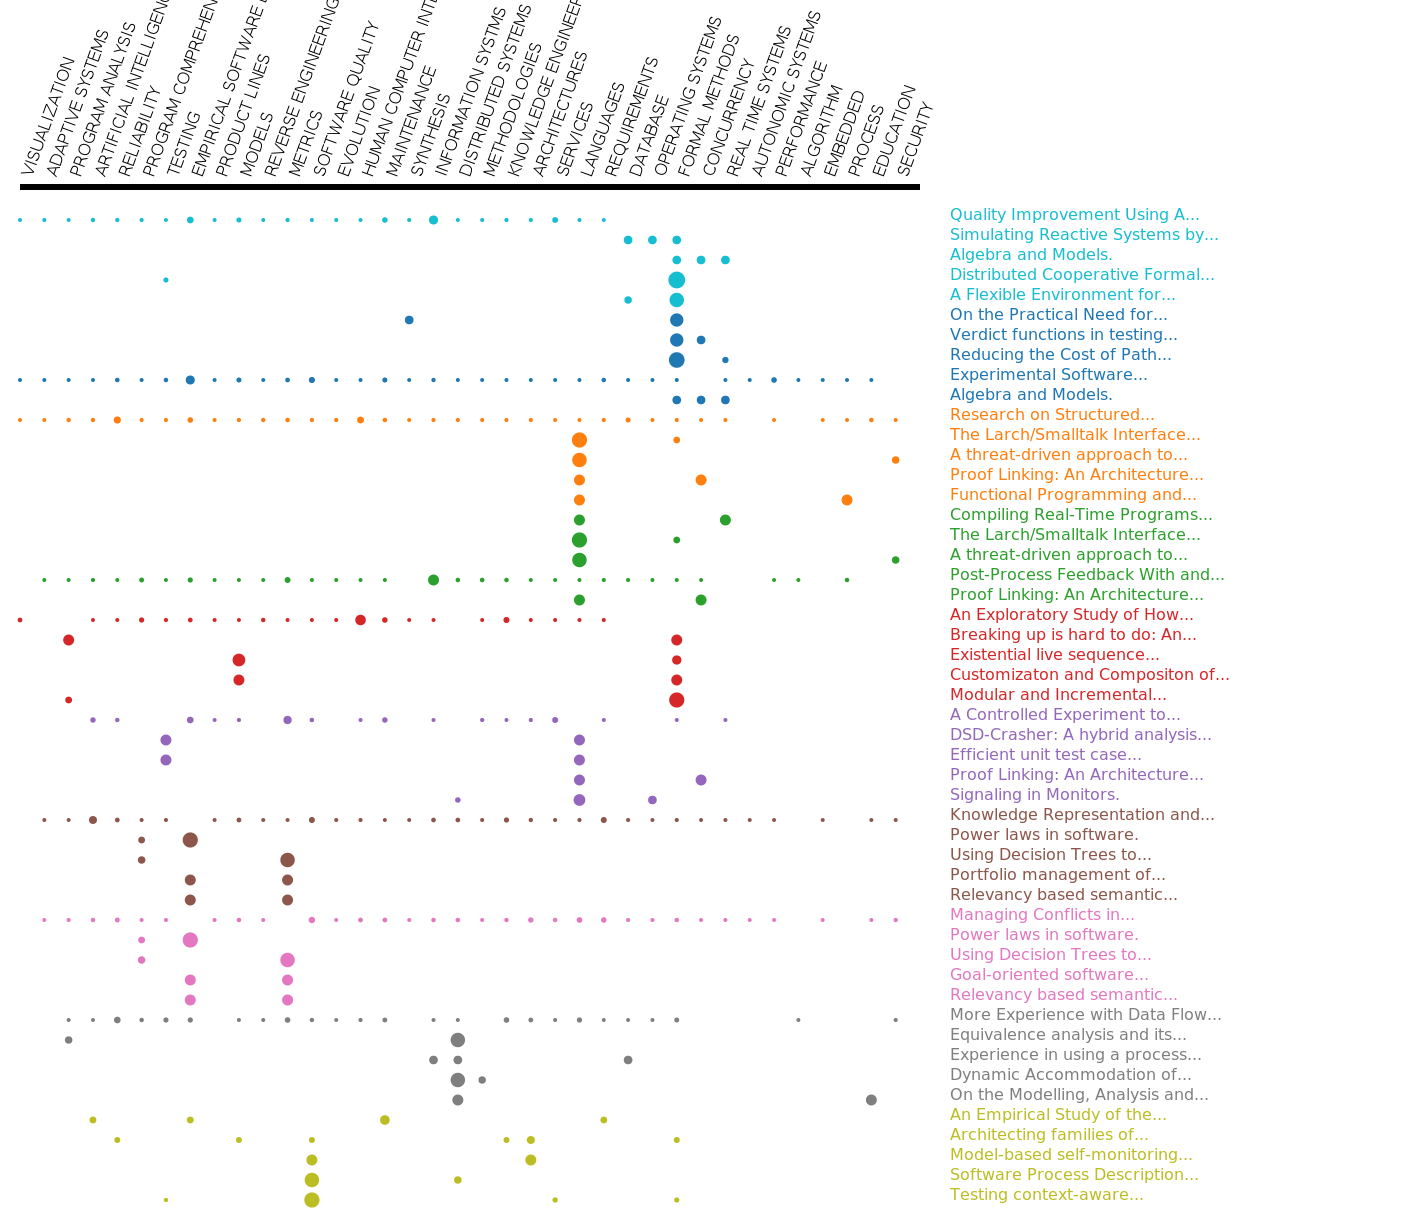 VISUALIZATION
ADAPTIVE SYSTEMS
PROGRAM ANALYSIS
ARTIFICIAL INTELLIGENC
RELIABILITY
PROGRAM COMPREHEN
TESTING
EMPIRICAL SOFTWARE
PRODUCT LINES
MODELS
REVERSE ENGINEERING
METRICS
SOFTWARE QUALITY
EVOLUTION
HUMAN COMPUTER INT
MAINTENANCE
SYNTHESIS
INFORMATION SYSTMS
DISTRIBUTED SYSTEMS
METHODOLOGIES
KNOWLEDGE ENGINEER
ARCHITECTURES
SERVICES
LANGUAGES
REQUIREMENTS
DATABASE
OPERATING SYSTEMS
FORMAL METHODS
CONCURRENCY
REAL TIME SYSTEMS
AUTONOMIC SYSTEMS
PERFORMANCE
ALGORITHM
EMBEDDED
PROCESS
EDUCATION
SECURITY
Quality Improvement Using A...
Simulating Reactive Systems by...
Algebra and Models.
Distributed Cooperative Formal...
A Flexible Environment for...
On the Practical Need for...
Verdict functions in testing...
Reducing the Cost of Path...
Experimental Software...
Algebra and Models.
Research on Structured...
The Larch/Smalltalk Interface...
A threat-driven approach to...
Proof Linking: An Architecture...
Functional Programming and...
Compiling Real-Time Programs...
The Larch/Smalltalk Interface...
A threat-driven approach to...
Post-Process Feedback With and...
Proof Linking: An Architecture...
An Exploratory Study of How...
Breaking up is hard to do: An...
Existential live sequence...
Customizaton and Compositon of...
Modular and Incremental...
A Controlled Experiment to...
DSD-Crasher: A hybrid analysis...
Efficient unit test case...
Proof Linking: An Architecture...
Signaling in Monitors.
Knowledge Representation and...
Power laws in software.
Using Decision Trees to...
Portfolio management of...
Relevancy based semantic...
Managing Conflicts in...
Power laws in software.
Using Decision Trees to...
Goal-oriented software...
Relevancy based semantic...
More Experience with Data Flow...
Equivalence analysis and its...
Experience in using a process...
Dynamic Accommodation of...
On the Modelling, Analysis and...
An Empirical Study of the...
Architecting families of...
Model-based self-monitoring...
Software Process Description...
Testing context-aware...